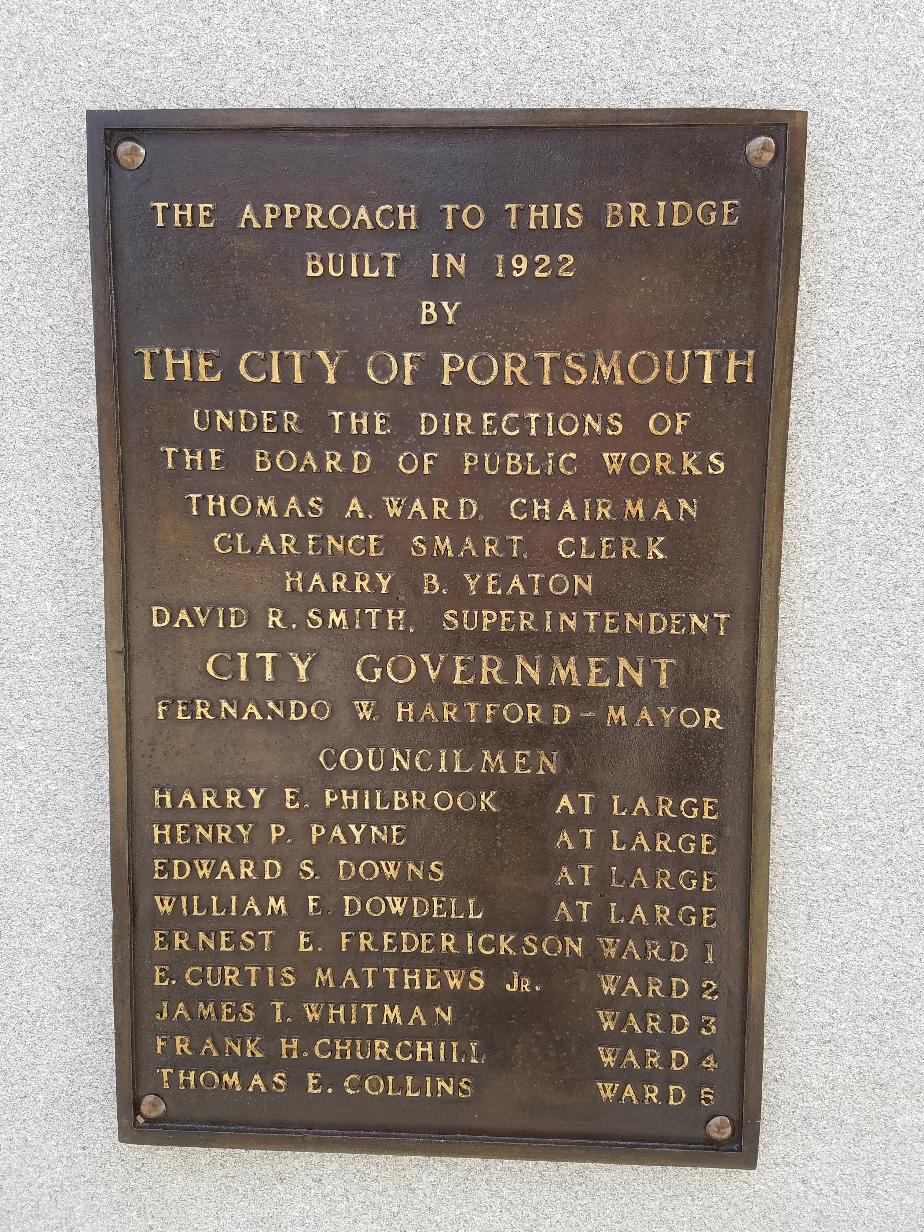 THE APPROACH TO THIS BRIDGE
BUILT IN 1922
BY
THE CITY OF PORTSMOUTH
UNDER THE DIRECTIONS OF
THE BOARD OF PUBLIC WORKS
THOMAS A. WARD, CHAIRMAN
CLARENCE SMART, CLERK
HARRY B. YEATON
DAVID R. SMITH, SUPERINTENDENT
CITY GOVERNMENT
FERNANDO W. HARTFORD - MAYOR
COUNCILMEN
HARRY E. PHILBROOK AT LARGE
HENRY P. PAYNE AT LARGE
EDWARD S. DOWNS AT LARGE
WILLIAM E. DOWDELL AT LARGE
ERNEST E. FREDERICKSON WARD 1
E. CURTIS MATTHEWS JR. WARD 2
JAMES T. WHITMAN WARD 3
FRANK H. CHURCHILL WARD 4
THOMAS E. COLLINS WARD 5